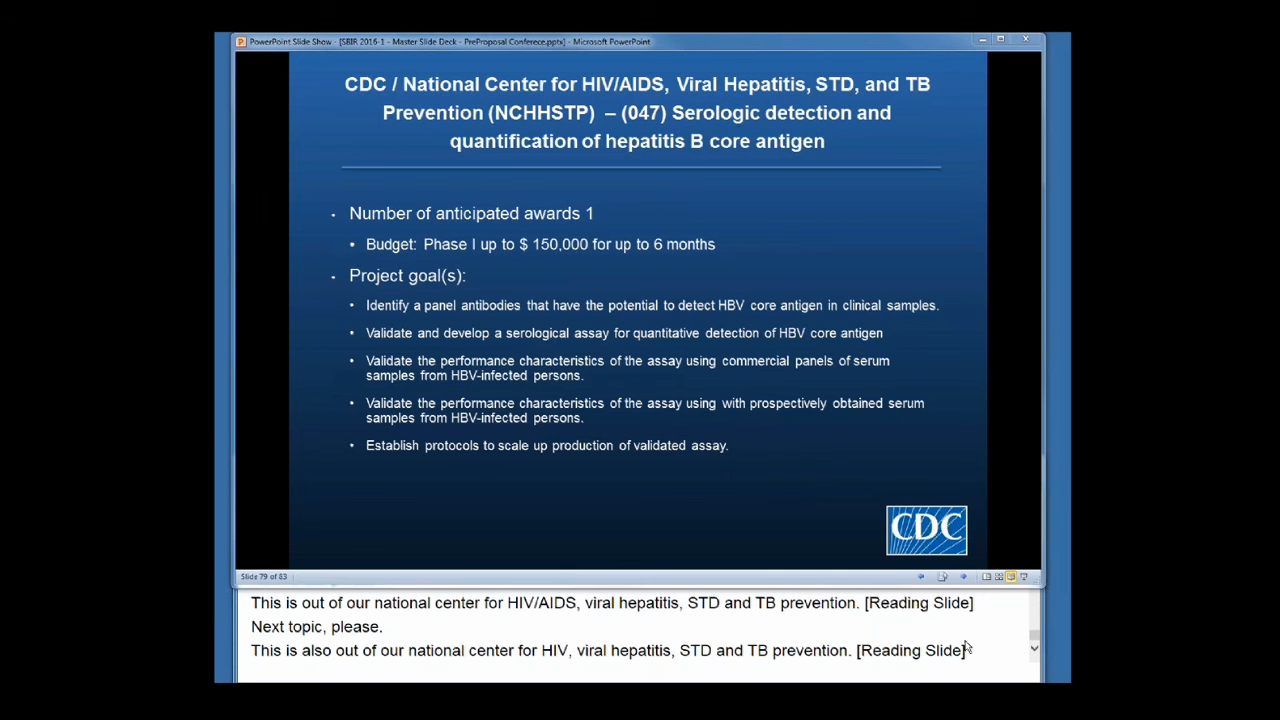 PowerPoint Slide Show - [SBIR 2016-1 - Master Slide Deck - PreProposal Conferece.pptx] - Microsoft PowerPoint
CDC / National Center for HIV/AIDS, Viral Hepatitis, STD, and TB
Prevention (NCHHSTP) – (047) Serologic detection and
quantification of hepatitis B core antigen
• Number of anticipated awards 1
• Budget: Phase I up to $ 150,000 for up to 6 months
• Project goal(s):
• Identify a panel antibodies that have the potential to detect HBV core antigen in clinical samples.
• Validate and develop a serological assay for quantitative detection of HBV core antigen
• Validate the performance characteristics of the assay using commercial panels of serum
samples from HBV-infected persons.
• Validate the performance characteristics of the assay using with prospectively obtained serum
samples from HBV-infected persons.
• Establish protocols to scale up production of validated assay.
CDC
Slide 79 of 83
This is out of our national center for HIV/AIDS, viral hepatitis, STD and TB prevention. [Reading Slide]
Next topic, please.
This is also out of our national center for HIV, viral hepatitis, STD and TB prevention. [Reading Slide]